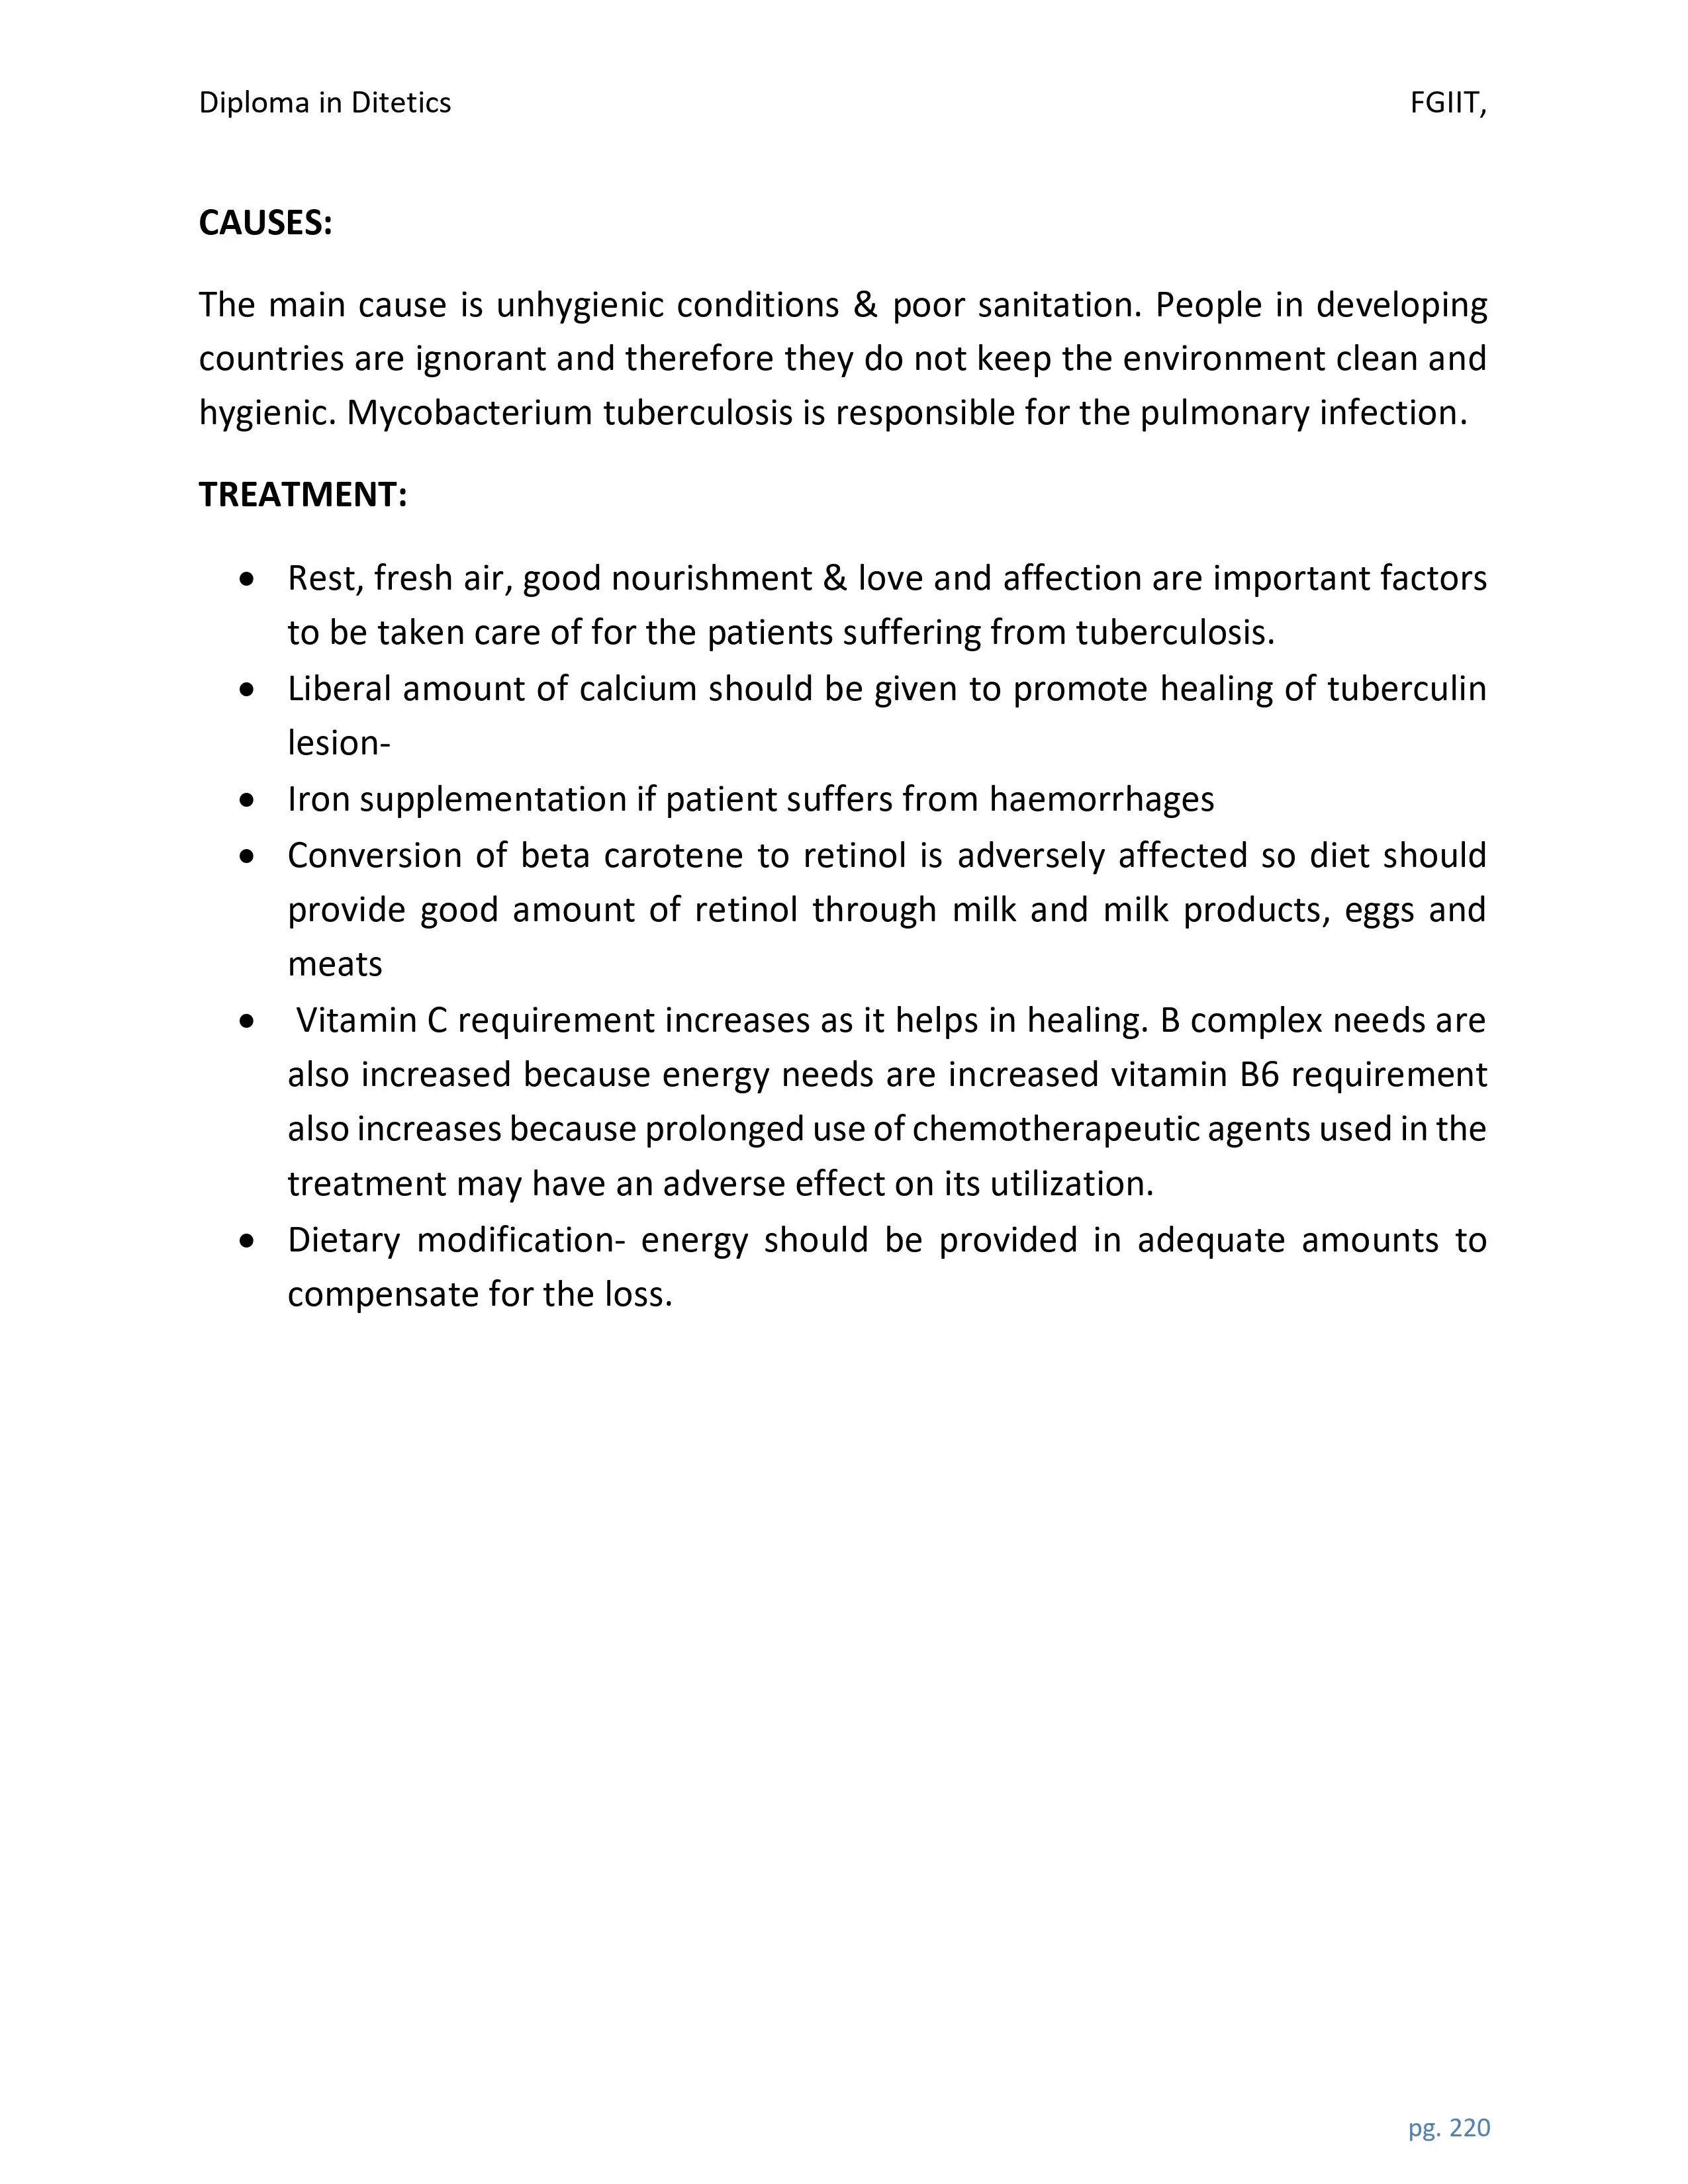 Diploma in Ditetics FGIIT,
CAUSES:
The main cause is unhygienic conditions & poor sanitation. People in developing
countries are ignorant and therefore they do not keep the environment clean and
hygienic. Mycobacterium tuberculosis is responsible for the pulmonary infection.
TREATMENT:
• Rest, fresh air, good nourishment & love and affection are important factors
to be taken care of for the patients suffering from tuberculosis.
• Liberal amount of calcium should be given to promote healing of tuberculin
lesion-
• Iron supplementation if patient suffers from haemorrhages
• Conversion of beta carotene to retinol is adversely affected so diet should
provide good amount of retinol through milk and milk products, eggs and
meats
• Vitamin C requirement increases as it helps in healing. B complex needs are
also increased because energy needs are increased vitamin B6 requirement
also increases because prolonged use of chemotherapeutic agents used in the
treatment may have an adverse effect on its utilization.
• Dietary modification- energy should be provided in adequate amounts to
compensate for the loss.
pg. 220